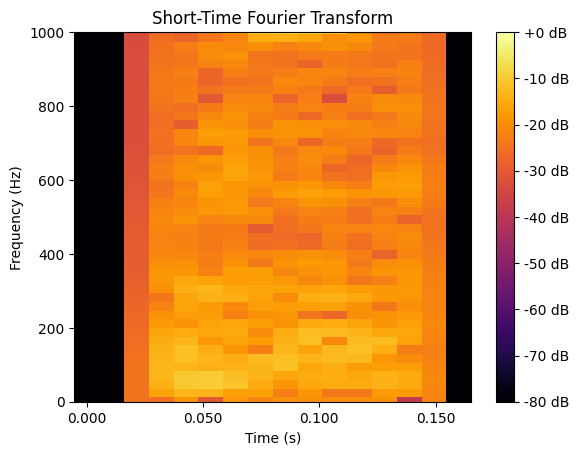 Short-Time Fourier Transform
1000
800
600
400
200
0
Frequency (Hz)
0.000
0.050
0.100
0.150
Time (s)
+0 dB
-10 dB
-20 dB
-30 dB
-40 dB
-50 dB
-60 dB
-70 dB
-80 dB